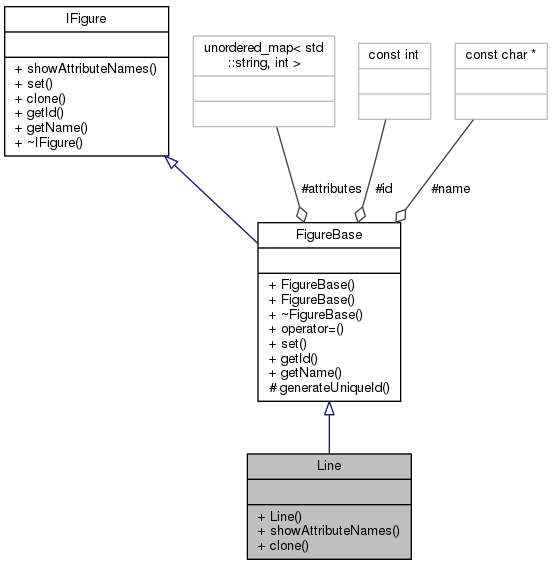 IFigure
+ showAttributeNames()
+ set()
+ clone()
+ getId()
+ getName()
+ ~IFigure()
unordered_map< std
::string, int >
const int
const char *
#attributes
#id
#name
FigureBase
+ FigureBase()
+ FigureBase()
+ ~FigureBase()
+ operator=()
+ set()
+ getId()
+ getName()
# generateUniqueId()
Line
+ Line()
+ showAttributeNames()
+ clone()